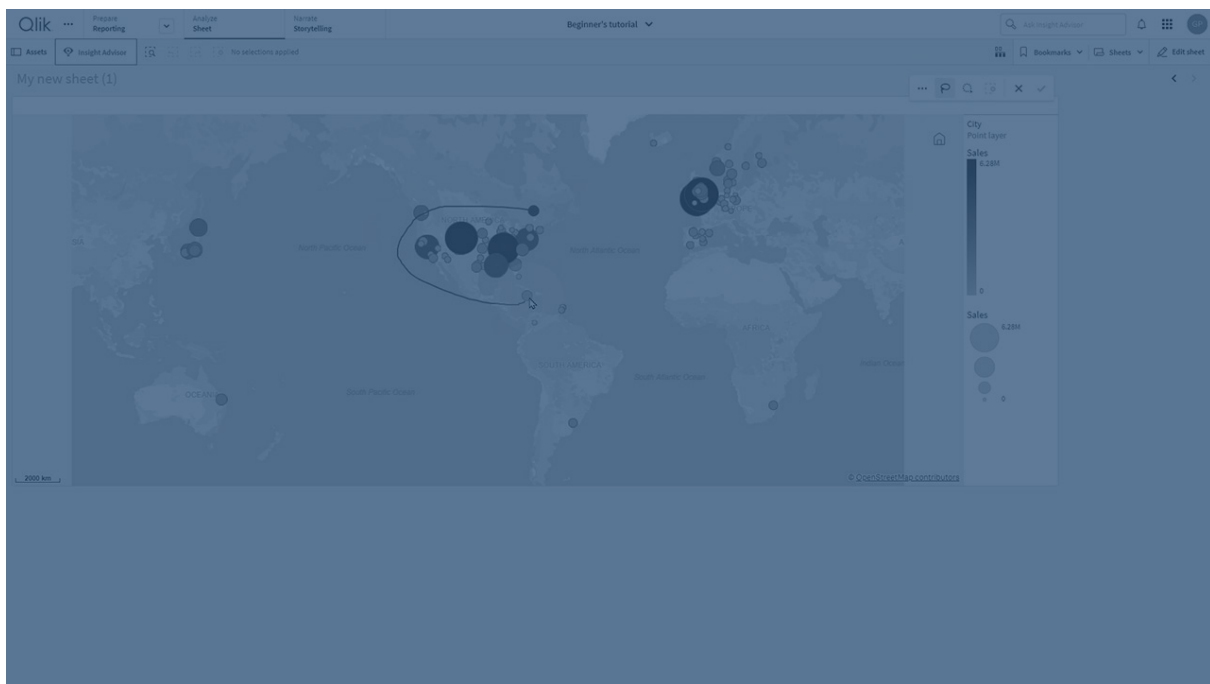 Qlik
Prepare
Reporting
Analyze
Sheet
Narrate
Storytelling
Beginner's tutorial
Ask Insight Advisor
Assets
Insight Advisor
No selections applied
Bookmarks
Sheets
Edit sheet
My new sheet (1)
City
Point layer
Sales
6.28M
0
Sales
6.28M
0
NORTH AMERICA
North Pacific Ocean
North Atlantic Ocean
AFRICA
SOUTH AMERICA
South Atlantic Ocean
Indian Ocean
South Pacific Ocean
OCEANIA
2000 km
© OpenStreetMap contributors